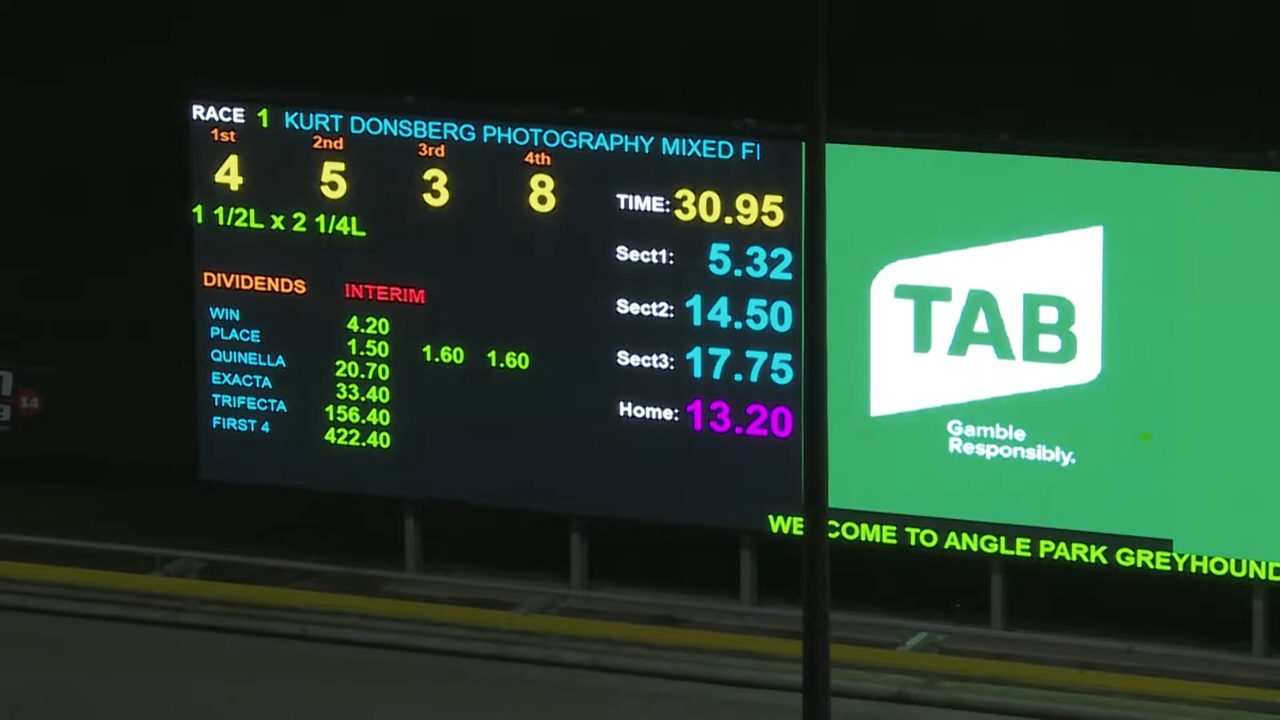 RACE 1 KURT DONSBERG PHOTOGRAPHY MIXED
1st 2nd 3rd 4th
4 5 3 8
1 1/2L x 2 1/4L
TIME: 30.95
Sect1: 5.32
Sect2: 14.50
Sect3: 17.75
Home: 13.20
DIVIDENDS INTERIM
WIN 4.20
PLACE 1.50 1.60 1.60
QUINELLA 20.70
EXACTA 33.40
TRIFECTA 156.40
FIRST 4 422.40
TAB
Gamble
Responsibly.
WELCOME TO ANGLE PARK GREYHOUND
14